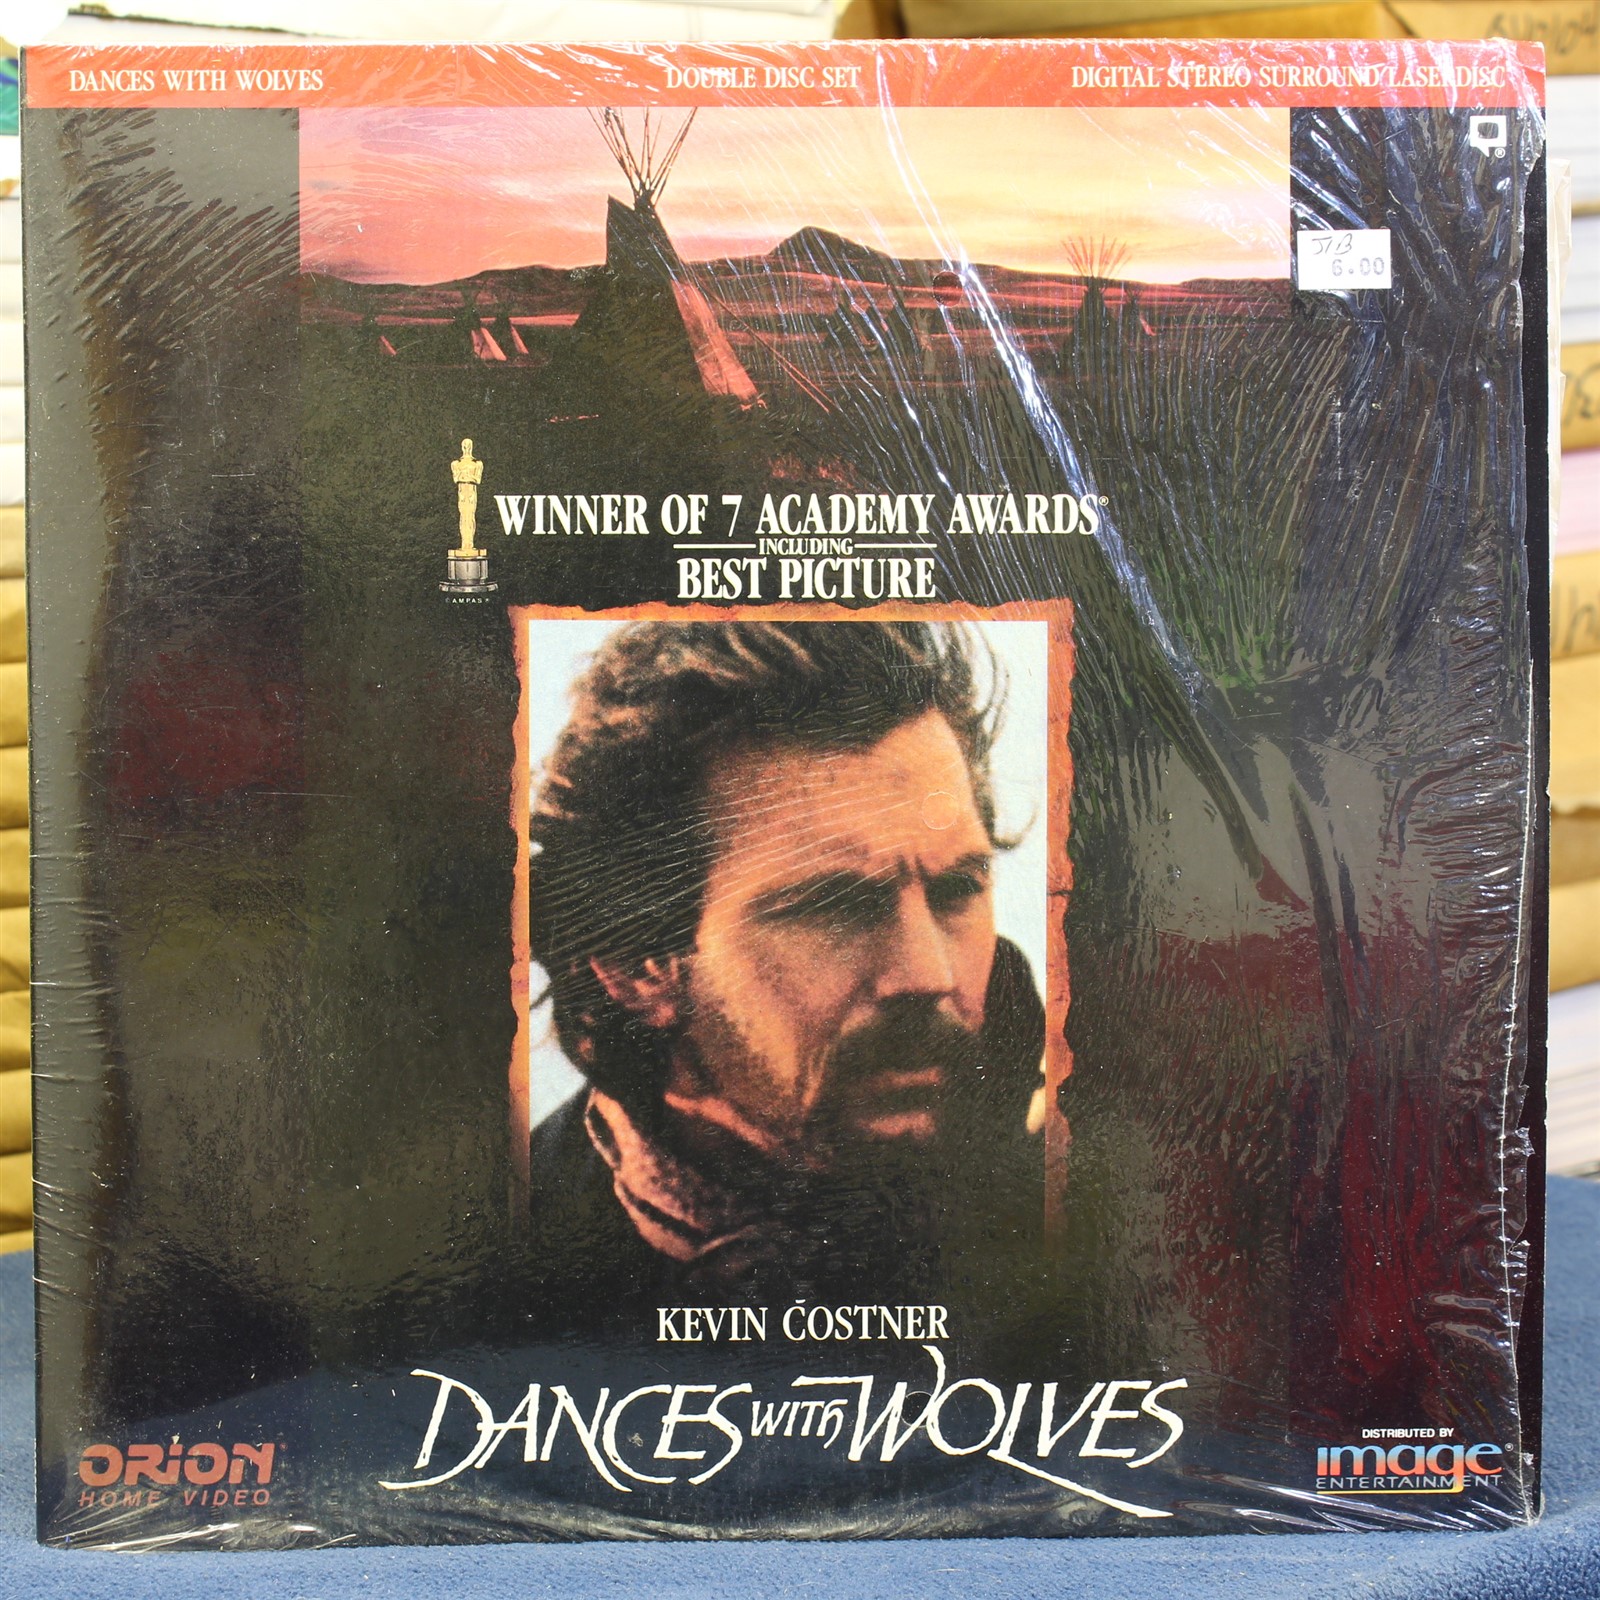 DANCES WITH WOLVES
DOUBLE DISC SET
DIGITAL STEREO SURROUND/LASERDISC
6.00
WINNER OF 7 ACADEMY AWARDS®
INCLUDING
BEST PICTURE
©A.M.P.A.S.®
KEVIN COSTNER
DANCES WITH WOLVES
ORION
HOME VIDEO
DISTRIBUTED BY
image®
ENTERTAINMENT